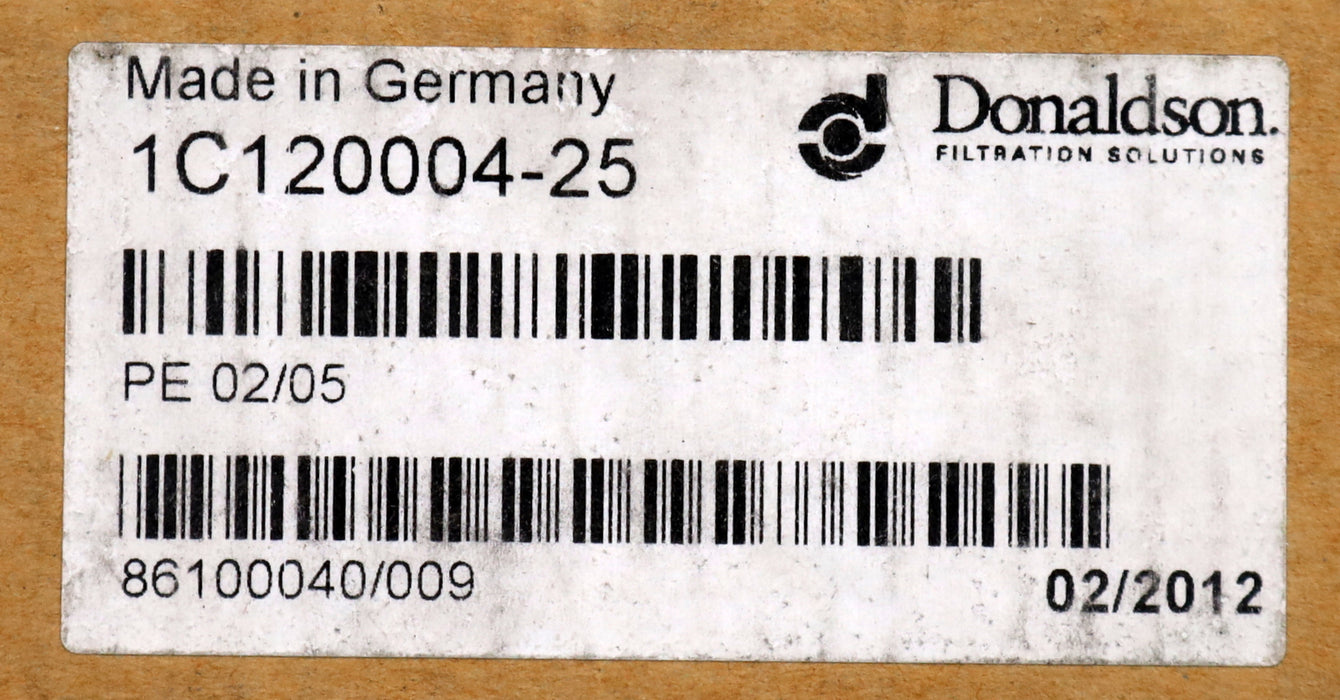 Made in Germany
Donaldson.
FILTRATION SOLUTIONS
1C120004-25
PE 02/05
86100040/009
02/2012